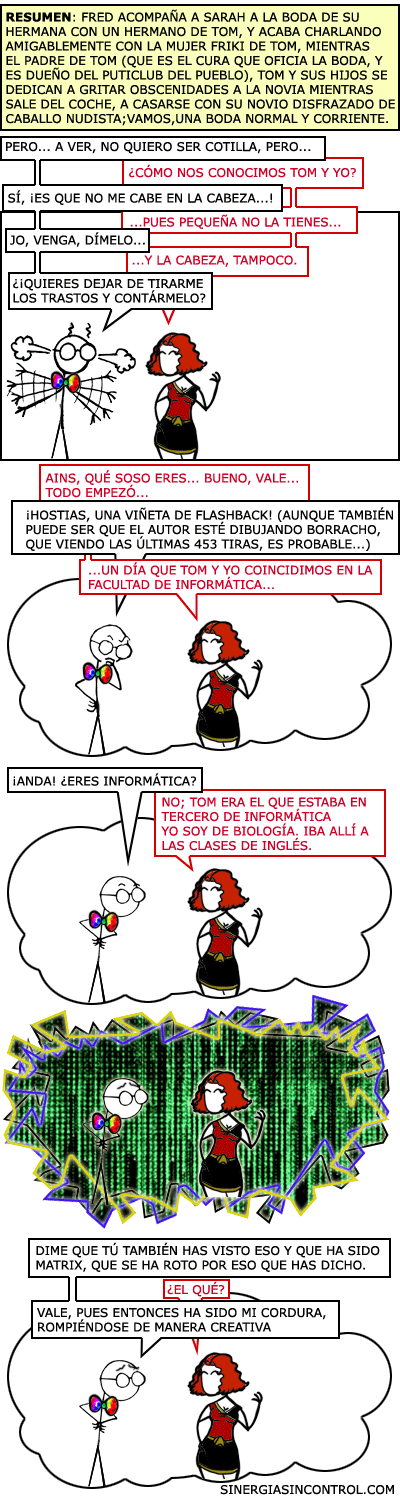 RESUMEN: FRED ACOMPAÑA A SARAH A LA BODA DE SU
HERMANA CON UN HERMANO DE TOM, Y ACABA CHARLANDO
AMIGABLEMENTE CON LA MUJER FRIKI DE TOM, MIENTRAS
EL PADRE DE TOM (QUE ES EL CURA QUE OFICIA LA BODA, Y
ES DUEÑO DEL PUTICLUB DEL PUEBLO), TOM Y SUS HIJOS SE
DEDICAN A GRITAR OBSCENIDADES A LA NOVIA MIENTRAS
SALE DEL COCHE, A CASARSE CON SU NOVIO DISFRAZADO DE
CABALLO NUDISTA;VAMOS,UNA BODA NORMAL Y CORRIENTE.
PERO... A VER, NO QUIERO SER COTILLA, PERO...
¿CÓMO NOS CONOCIMOS TOM Y YO?
SÍ, ¡ES QUE NO ME CABE EN LA CABEZA...!
...PUES PEQUEÑA NO LA TIENES...
JO, VENGA, DÍMELO...
...Y LA CABEZA, TAMPOCO.
¿¡QUIERES DEJAR DE TIRARME
LOS TRASTOS Y CONTÁRMELO?
AINS, QUÉ SOSO ERES... BUENO, VALE...
TODO EMPEZÓ...
¡HOSTIAS, UNA VIÑETA DE FLASHBACK! (AUNQUE TAMBIÉN
PUEDE SER QUE EL AUTOR ESTÉ DIBUJANDO BORRACHO,
QUE VIENDO LAS ÚLTIMAS 453 TIRAS, ES PROBABLE...)
...UN DÍA QUE TOM Y YO COINCIDIMOS EN LA
FACULTAD DE INFORMÁTICA...
¡ANDA! ¿ERES INFORMÁTICA?
NO; TOM ERA EL QUE ESTABA EN
TERCERO DE INFORMÁTICA
YO SOY DE BIOLOGÍA. IBA ALLÍ A
LAS CLASES DE INGLÉS.
DIME QUE TÚ TAMBIÉN HAS VISTO ESO Y QUE HA SIDO
MATRIX, QUE SE HA ROTO POR ESO QUE HAS DICHO.
¿EL QUÉ?
VALE, PUES ENTONCES HA SIDO MI CORDURA,
ROMPIÉNDOSE DE MANERA CREATIVA
SINERGIASINCONTROL.COM